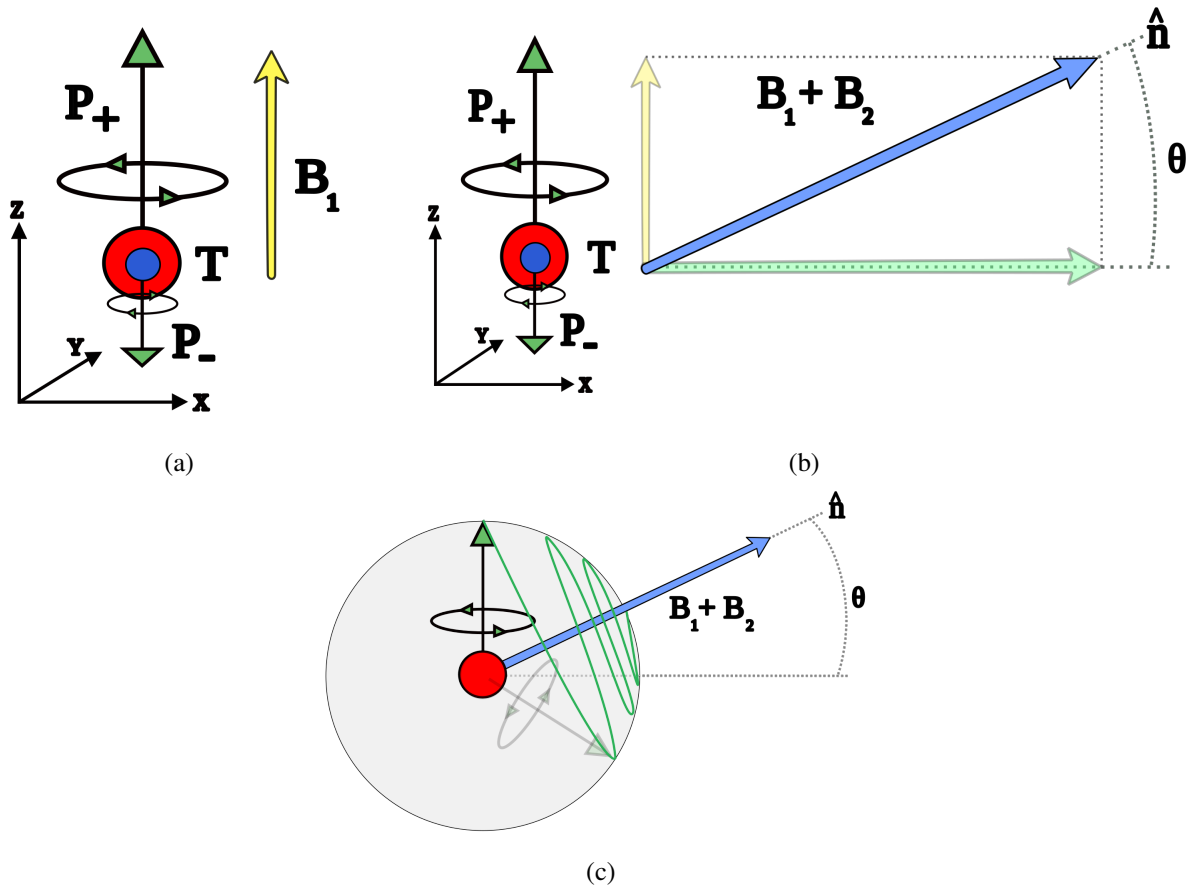 P+
B1
Z
T
P-
Y
X
(a)
P+
B1 + B2
n̂
θ
Z
T
P-
Y
X
(b)
n̂
B1 + B2
θ
(c)